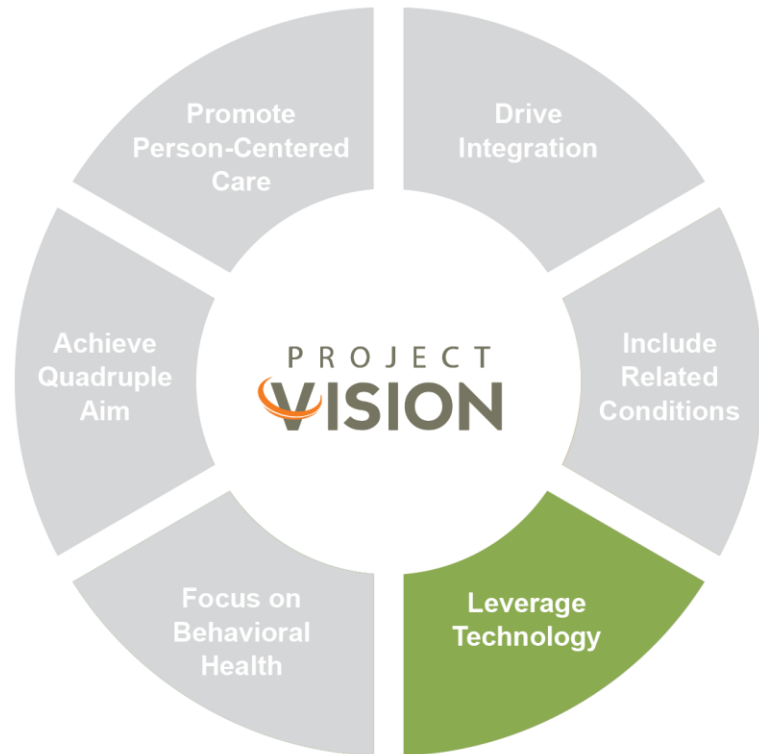 Promote
Person-Centered
Care
Drive
Integration
Achieve
Quadruple
Aim
PROJECT
VISION
Include
Related
Conditions
Focus on
Behavioral
Health
Leverage
Technology